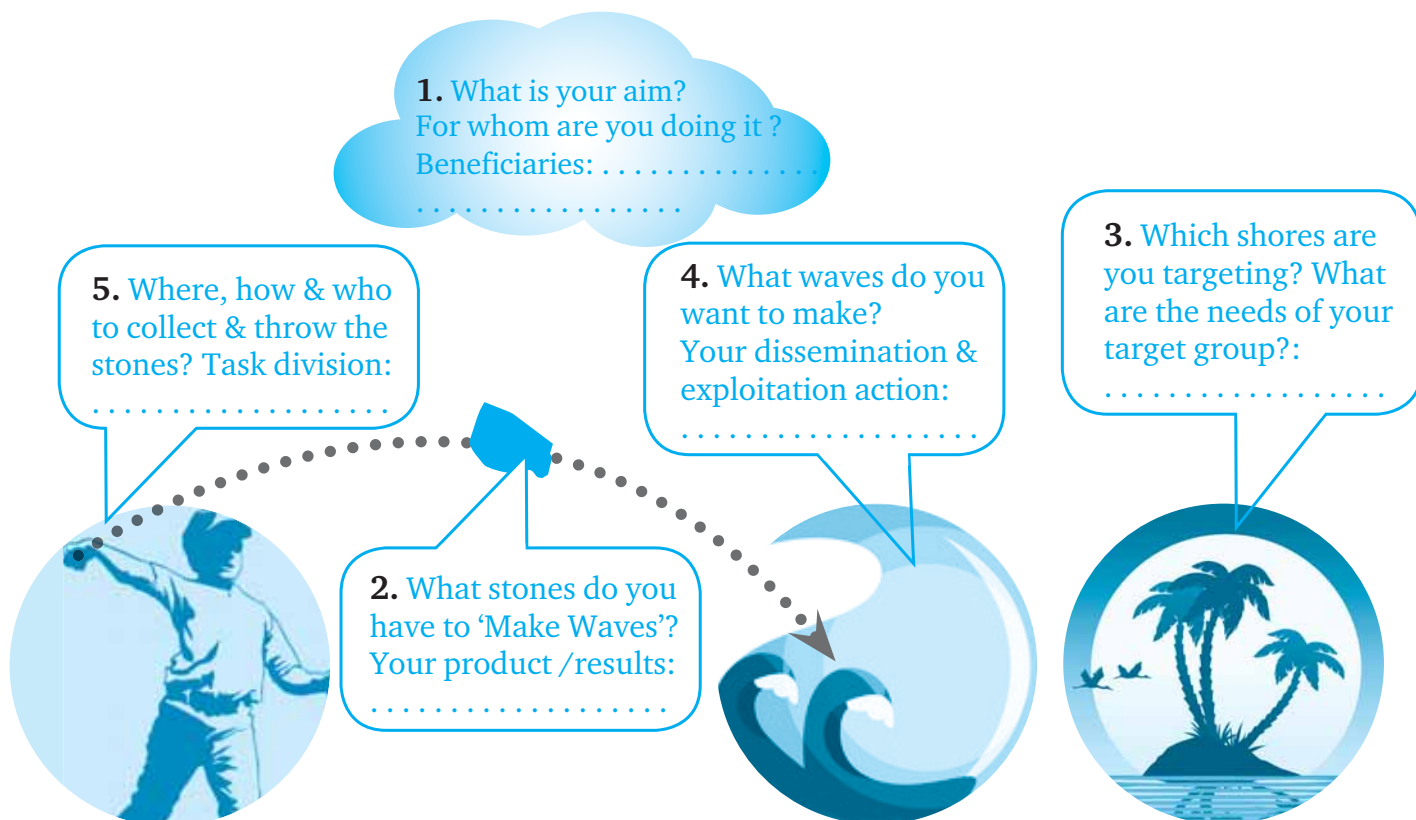 1. What is your aim?
For whom are you doing it ?
Beneficiaries: . . . . . . . . . . . . . .
. . . . . . . . . . . . . . . . .
5. Where, how & who
to collect & throw the
stones? Task division:
. . . . . . . . . . . . . . . . . . .
4. What waves do you
want to make?
Your dissemination &
exploitation action:
. . . . . . . . . . . . . . . . . . .
3. Which shores are
you targeting? What
are the needs of your
target group?:
. . . . . . . . . . . . . . . . . .
2. What stones do you
have to ‘Make Waves’?
Your product /results:
. . . . . . . . . . . . . . . . . . .